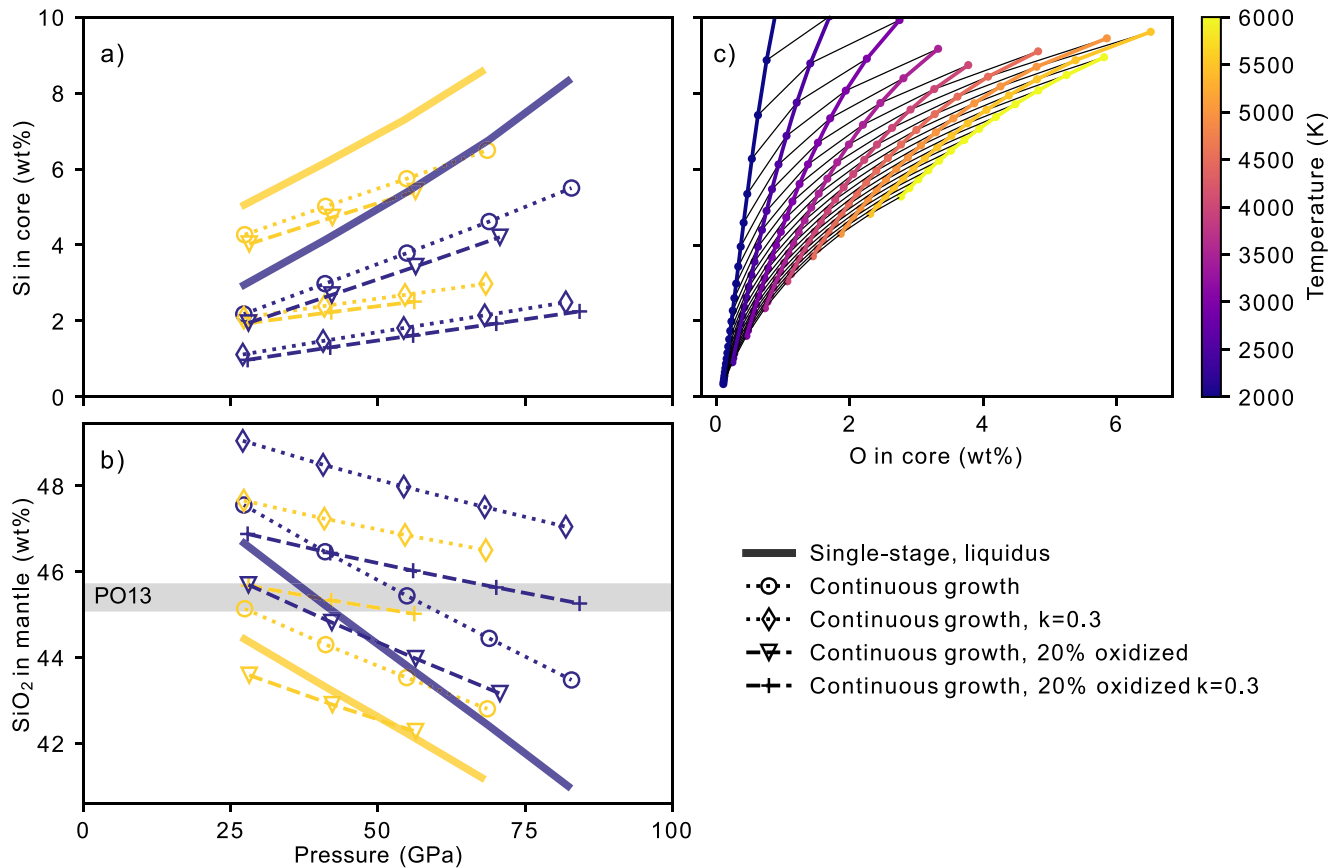 a)
Si in core (wt%)
10
8
6
4
2
0
b)
SiO2 in mantle (wt%)
48
46
44
42
PO13
0
25
50
75
100
Pressure (GPa)
c)
0
2
4
6
O in core (wt%)
6000
5500
5000
4500
4000
3500
3000
2500
2000
Temperature (K)
Single-stage, liquidus
Continuous growth
Continuous growth, k=0.3
Continuous growth, 20% oxidized
Continuous growth, 20% oxidized k=0.3